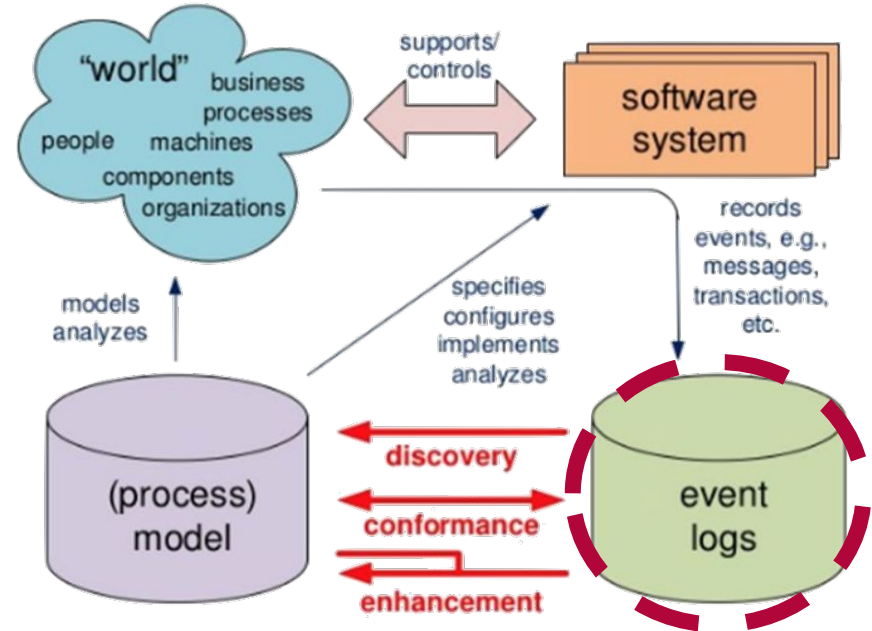 “world”
business
processes
people machines
components
organizations
supports/
controls
software
system
records
events, e.g.,
messages,
transactions,
etc.
models
analyzes
specifies
configures
implements
analyzes
(process)
model
discovery
conformance
enhancement
event
logs